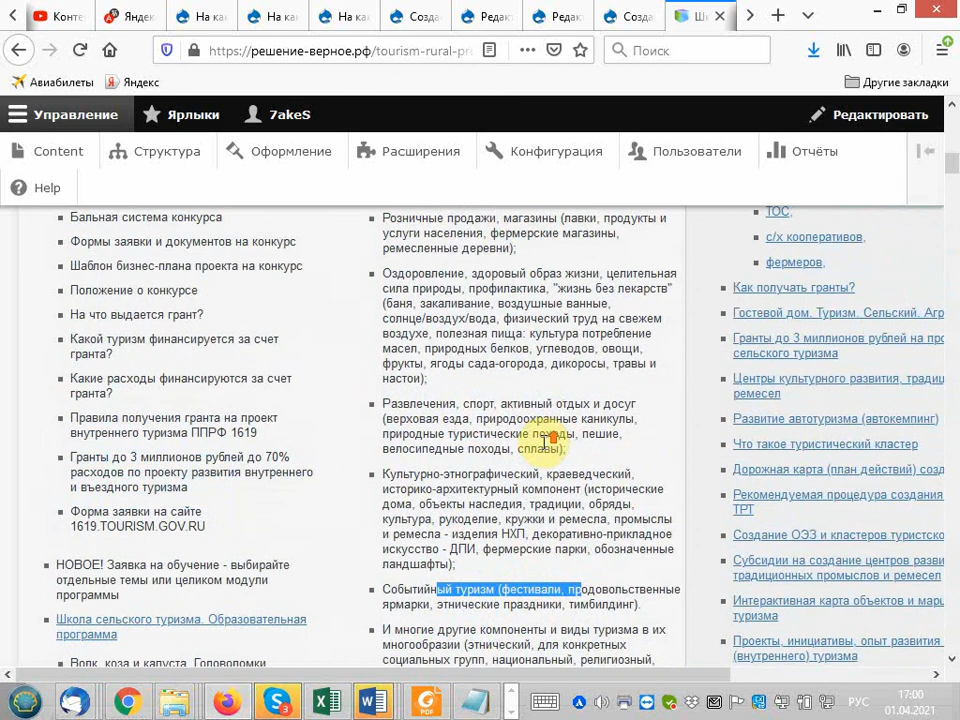 Конте
Яндекс
На ка
На ка
На ка
Созда
Редак
Редак
Созда
Шк
https://решение-верное.рф/tourism-rural-pr
Поиск
Авиабилеты
Яндекс
Другие закладки
Управление
Ярлыки
7akeS
Редактировать
Content
Структура
Оформление
Расширения
Конфигурация
Пользователи
Отчёты
Help
Бальная система конкурса
Формы заявки и документов на конкурс
Шаблон бизнес-плана проекта на конкурс
Положение о конкурсе
На что выдается грант?
Какой туризм финансируется за счет
гранта?
Какие расходы финансируются за счет
гранта?
Правила получения гранта на проект
внутреннего туризма ППРФ 1619
Гранты до 3 миллионов рублей до 70%
расходов по проекту развития внутреннего
и въездного туризма
Форма заявки на сайте
1619.TOURISM.GOV.RU
НОВОЕ! Заявка на обучение - выбирайте
отдельные темы или целиком модули
программы
Школа сельского туризма. Образовательная
программа
Волк, коза и капуста. Головоломки
Розничные продажи, магазины (лавки, продукты и
услуги населения, фермерские магазины,
ремесленные деревни);
Оздоровление, здоровый образ жизни, целительная
сила природы, профилактика, "жизнь без лекарств"
(баня, закаливание, воздушные ванные,
солнце/воздух/вода, физический труд на свежем
воздухе, полезная пища: культура потребление
масел, природных белков, углеводов, овощи,
фрукты, ягоды сада-огорода, дикоросы, травы и
настои);
Развлечения, спорт, активный отдых и досуг
(верховая езда, природоохранные каникулы,
природные туристические походы, пешие,
велосипедные походы, сплавы);
Культурно-этнографический, краеведческий,
историко-архитектурный компонент (исторические
дома, объекты наследия, традиции, обряды,
культура, рукоделие, кружки и ремесла, промыслы
и ремесла - изделия НХП, декоративно-прикладное
искусство - ДПИ, фермерские парки, обозначенные
ландшафты);
Событийный туризм (фестивали, продовольственные
ярмарки, этнические праздники, тимбилдинг).
И многие другие компоненты и виды туризма в их
многообразии (этнический, для конкретных
социальных групп, национальный, религиозный,
ТОС,
с/х кооперативов,
фермеров,
Как получать гранты?
Гостевой дом. Туризм. Сельский. Агр
Гранты до 3 миллионов рублей на про
сельского туризма
Центры культурного развития, традиц
ремесел
Развитие автотуризма (автокемпинг)
Что такое туристический кластер
Дорожная карта (план действий) созд
Рекомендуемая процедура создания
ТРТ
Создание ОЭЗ и кластеров туристско
Субсидии на создание центров развит
традиционных промыслов и ремесел
Интерактивная карта объектов и марш
туризма
Проекты, инициативы, опыт развития
(внутреннего) туризма
3
PDF
РУС
17:00
01.04.2021